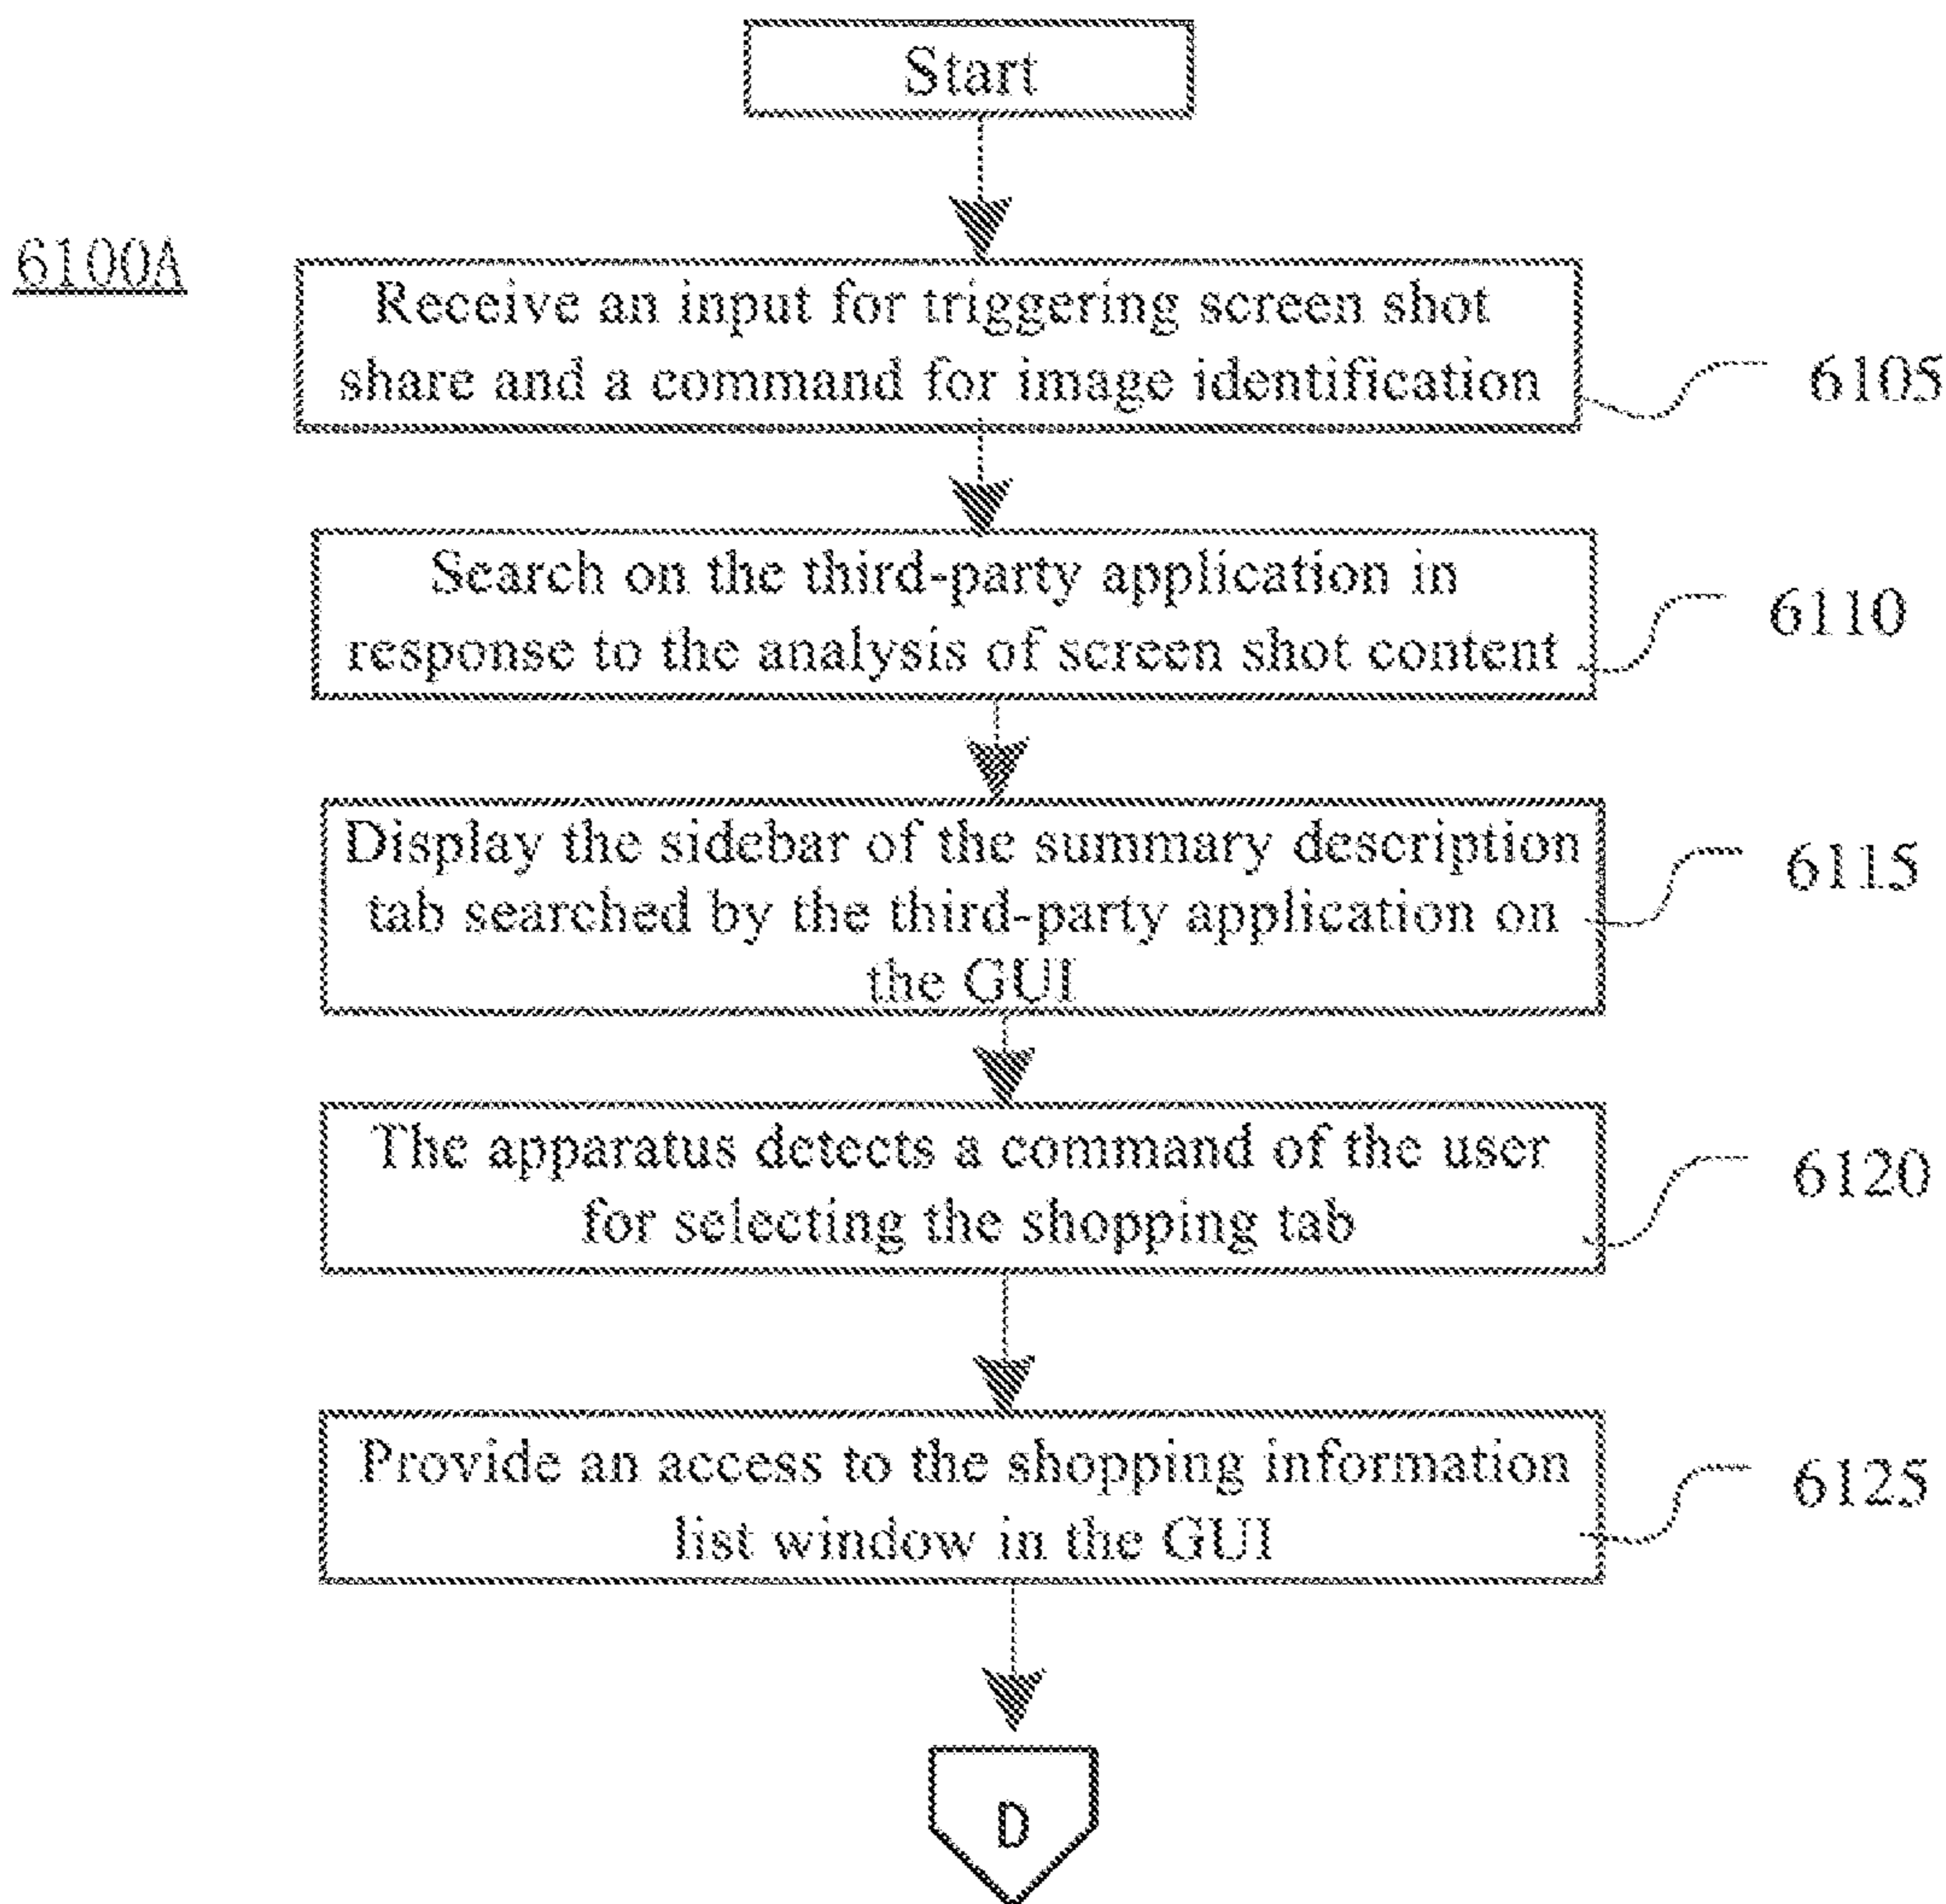 Start
6100A
Receive an input for triggering screen shot
share and a command for image identification
6105
Search on the third-party application in
response to the analysis of screen shot content
6110
Display the sidebar of the summary description
tab searched by the third-party application on
the GUI
6115
The apparatus detects a command of the user
for selecting the shopping tab
6120
Provide an access to the shopping information
list window in the GUI
6125
D